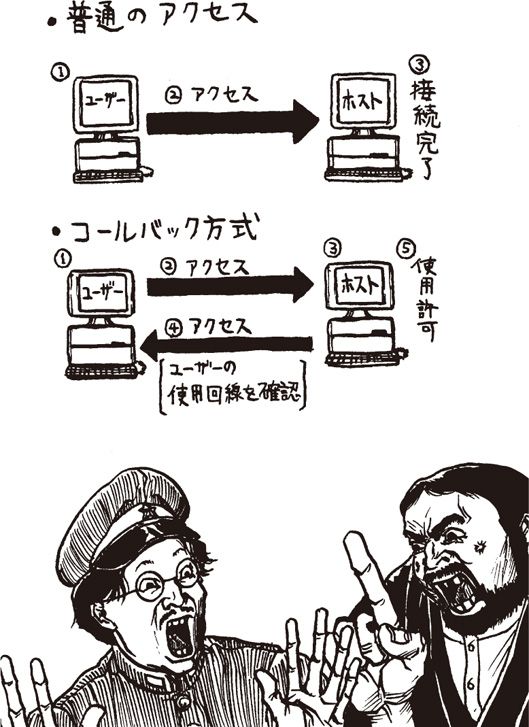 ・普通のアクセス
①
ユーザー
②アクセス
ホスト
③接続完了
・コールバック方式
①
ユーザー
②アクセス
③
ホスト
⑤使用許可
④アクセス
[ユーザーの
使用回線を確認]